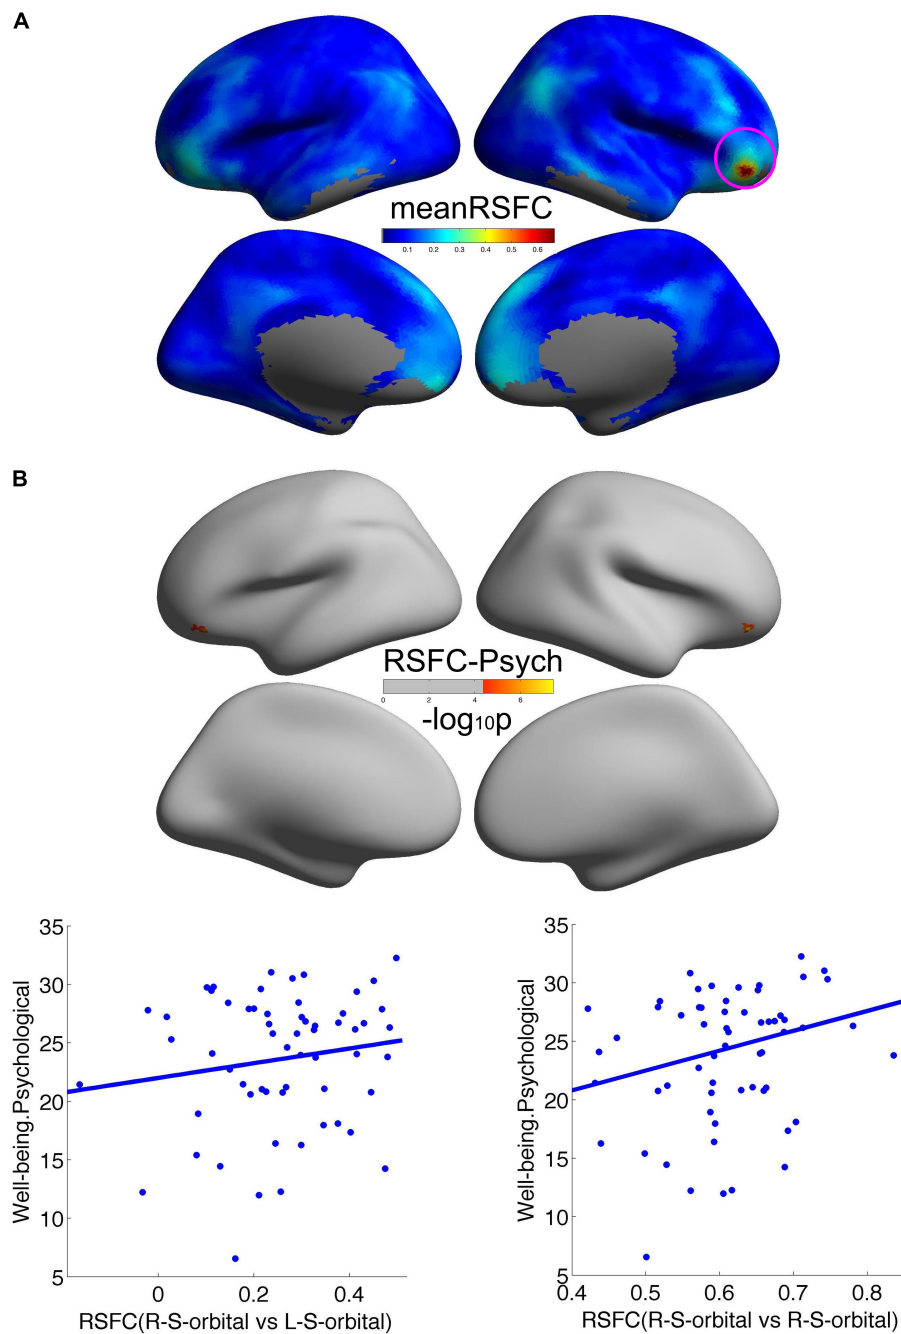 A
meanRSFC
0.1 0.2 0.3 0.4 0.5 0.6
B
RSFC-Psych
0 2 4 6
-log10p
35
30
25
20
15
10
5
Well-being.Psychological
0 0.2 0.4
RSFC(R-S-orbital vs L-S-orbital)
35
30
25
20
15
10
5
Well-being.Psychological
0.4 0.5 0.6 0.7 0.8
RSFC(R-S-orbital vs R-S-orbital)